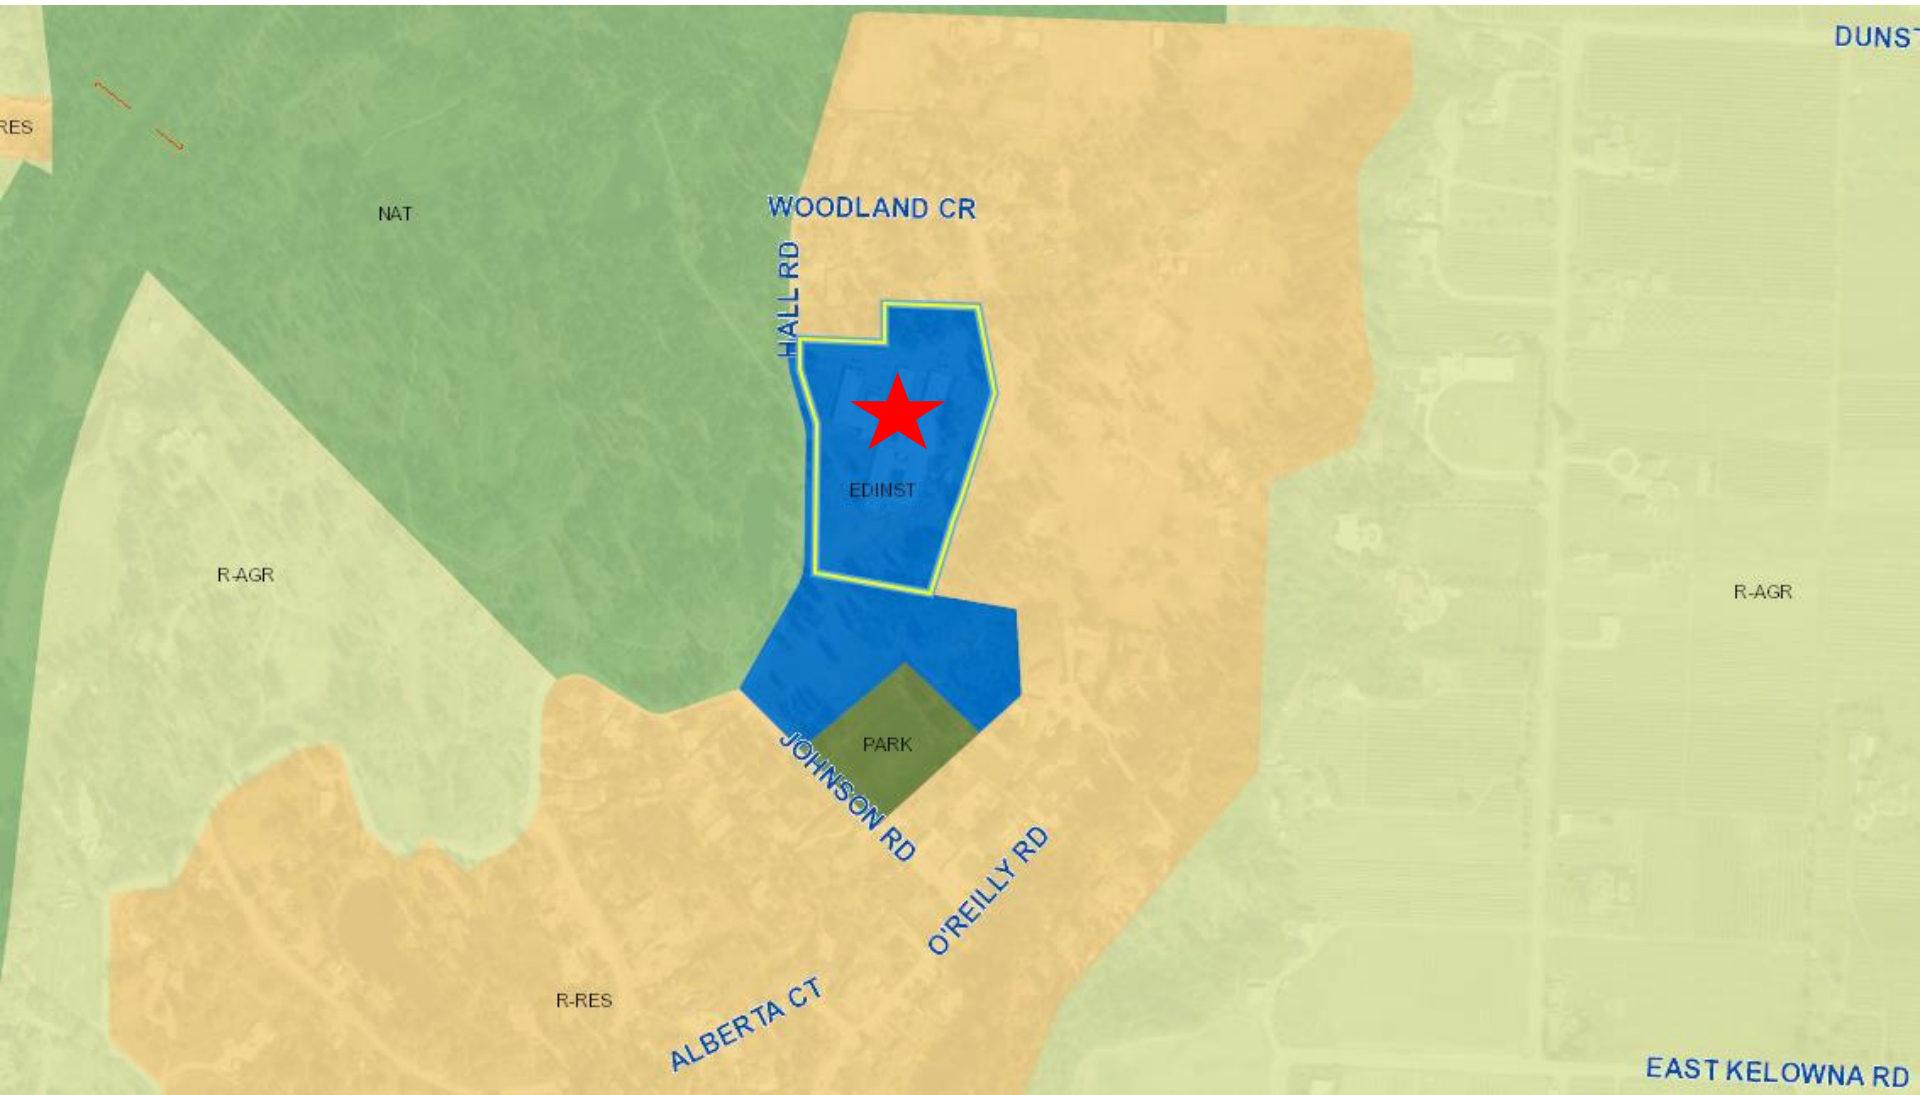 DUNST
RES
WOODLAND CR
NAT
HALL RD
EDINST
R-AGR
R-AGR
PARK
JOHNSON RD
O'REILLY RD
R-RES
ALBERTA CT
EAST KELOWNA RD